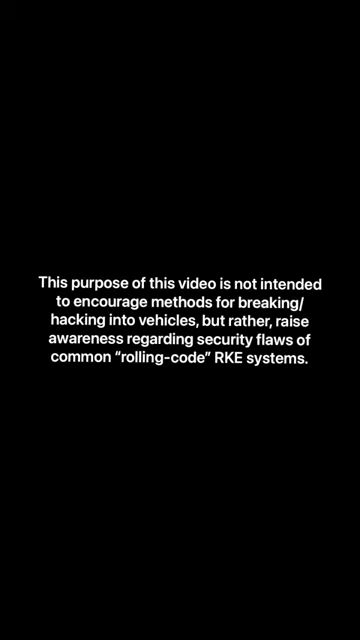 This purpose of this video is not intended
to encourage methods for breaking/
hacking into vehicles, but rather, raise
awareness regarding security flaws of
common “rolling-code” RKE systems.